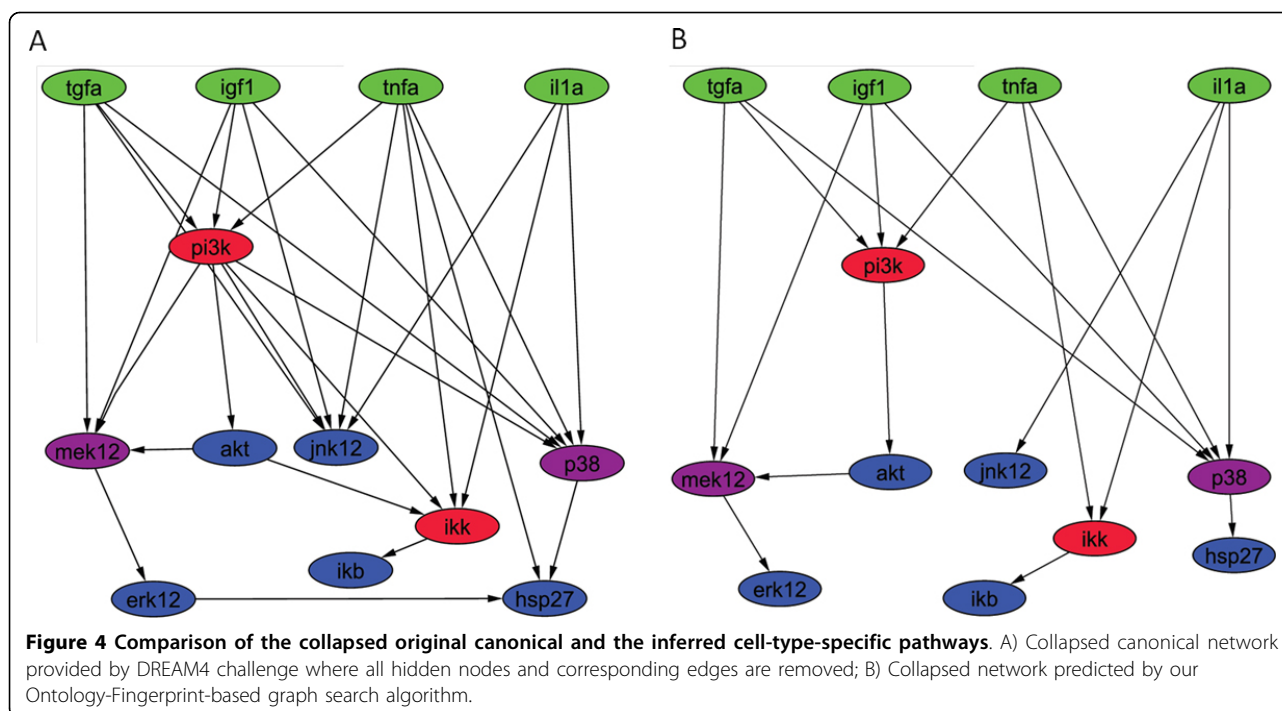 A
B
tgfa igf1 tnfa il1a
tgfa igf1 tnfa il1a
pi3k
pi3k
mek12 akt jnk12 p38
mek12 akt jnk12 p38
ikk
ikk
hsp27
ikb
erk12 hsp27
erk12 ikb
Figure 4 Comparison of the collapsed original canonical and the inferred cell-type-specific pathways. A) Collapsed canonical network
provided by DREAM4 challenge where all hidden nodes and corresponding edges are removed; B) Collapsed network predicted by our
Ontology-Fingerprint-based graph search algorithm.